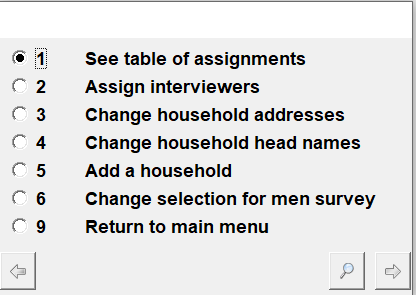 1 See table of assignments
2 Assign interviewers
3 Change household addresses
4 Change household head names
5 Add a household
6 Change selection for men survey
9 Return to main menu